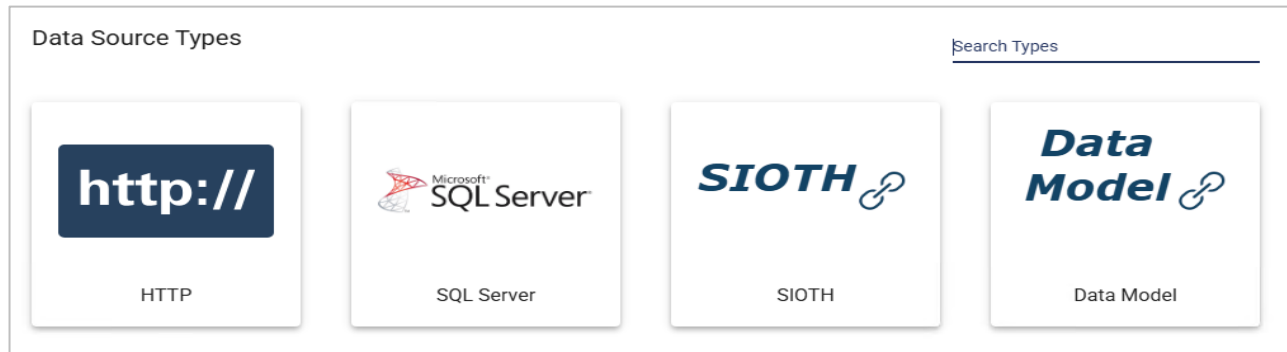 Data Source Types
Search Types
http://
Microsoft®
SQL Server®
SIOTH
Data
Model
HTTP
SQL Server
SIOTH
Data Model